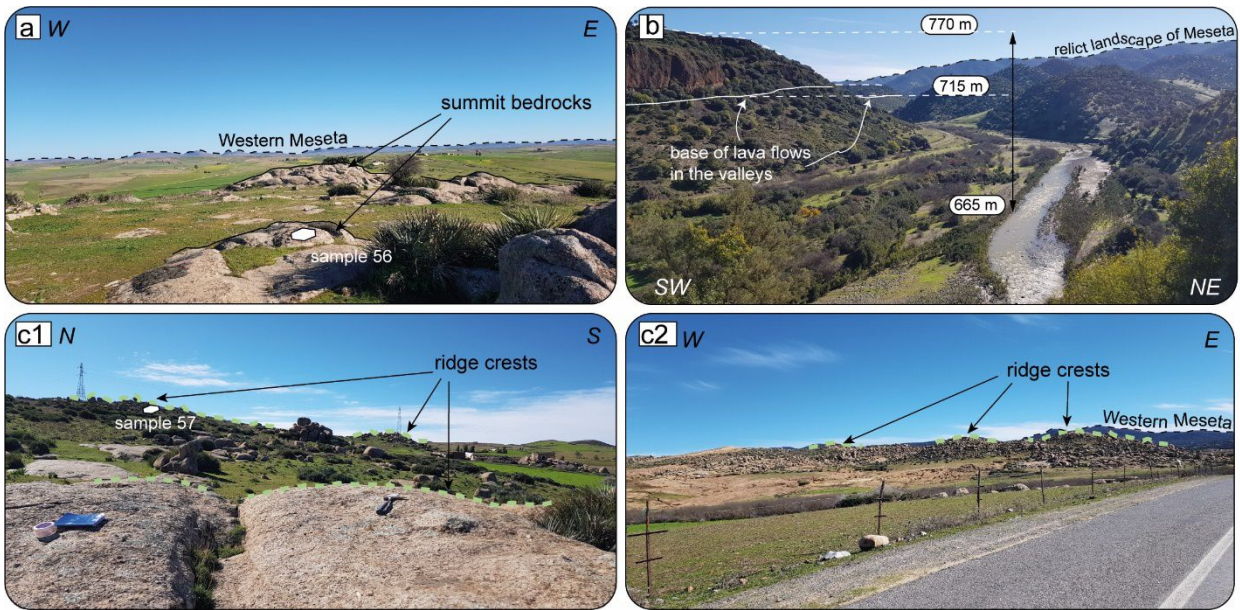 a W
E
summit bedrocks
Western Meseta
sample 56
b
770 m
relict landscape of Meseta
715 m
base of lava flows
in the valleys
665 m
SW
NE
c1 N
S
ridge crests
sample 57
c2 W
E
ridge crests
Western Meseta